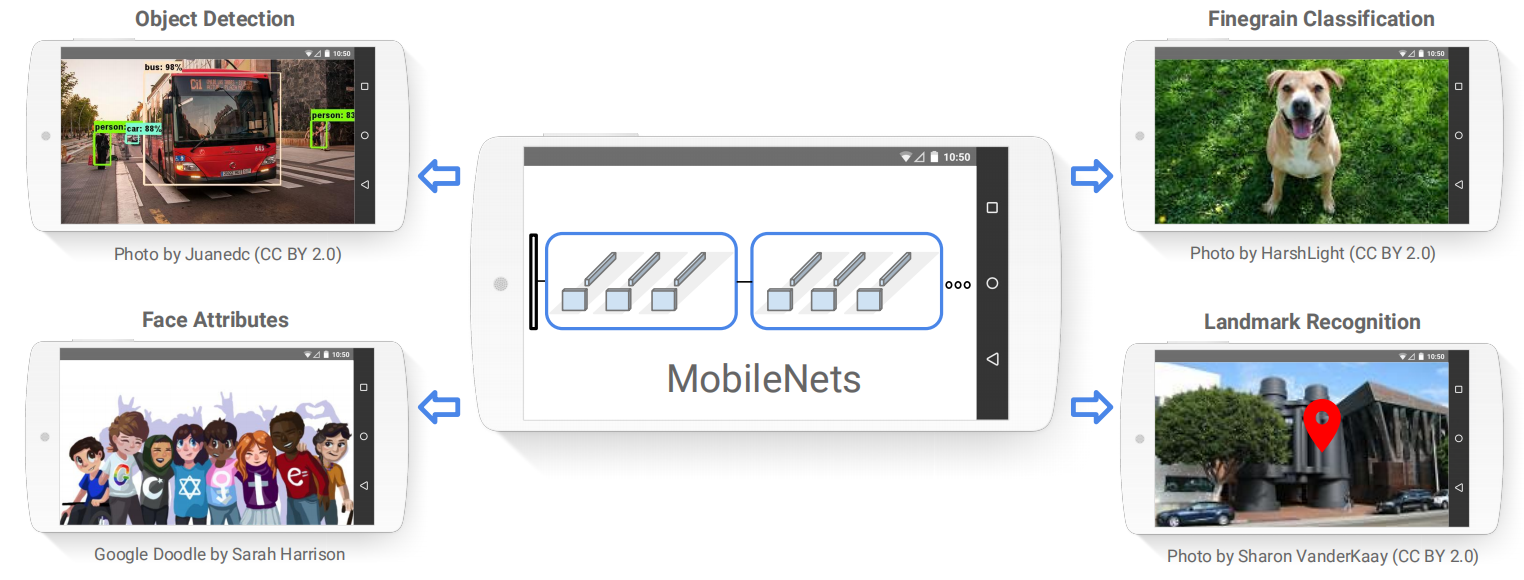 Object Detection
10:50
bus: 98%
person:
car: 88%
person: 83
645
Photo by Juanedc (CC BY 2.0)
Face Attributes
10:50
G
t
e=
Google Doodle by Sarah Harrison
10:50
MobileNets
Finegrain Classification
10:50
Photo by HarshLight (CC BY 2.0)
Landmark Recognition
10:50
Photo by Sharon VanderKaay (CC BY 2.0)